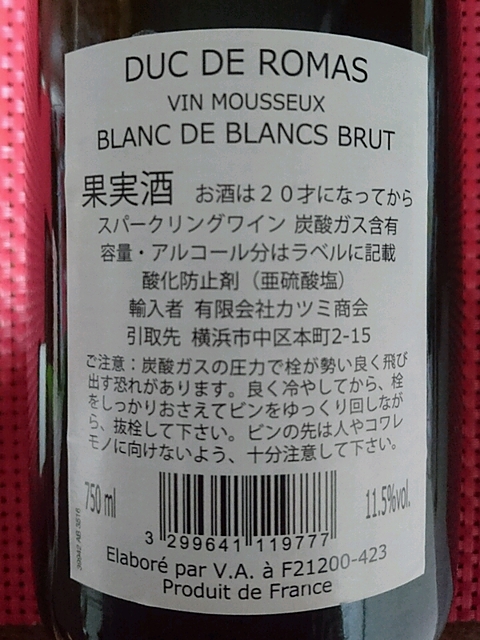 DUC DE ROMAS
VIN MOUSSEUX
BLANC DE BLANCS BRUT
果実酒 お酒は20才になってから
スパークリングワイン 炭酸ガス含有
容量・アルコール分はラベルに記載
酸化防止剤（亜硫酸塩）
輸入者 有限会社カツミ商会
引取先 横浜市中区本町2-15
ご注意：炭酸ガスの圧力で栓が勢い良く飛び
出す恐れがあります。良く冷やしてから、栓
をしっかりおさえてビンをゆっくり回しなが
ら、抜栓して下さい。ビンの先は人やコワレ
モノに向けないよう、十分注意して下さい。
750 ml
11.5%vol.
3 299641 119777
Elaboré par V.A. à F21200-423
Produit de France